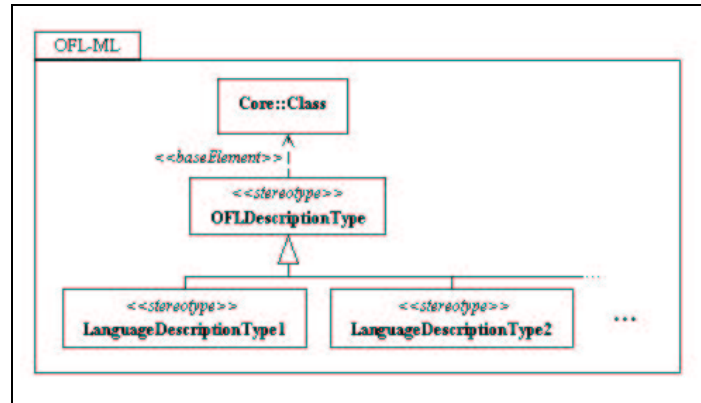 OFL-ML
Core::Class
<<baseElement>>
<<stereotype>>
OFLDescriptionType
<<stereotype>>
LanguageDescriptionType1
<<stereotype>>
LanguageDescriptionType2
...